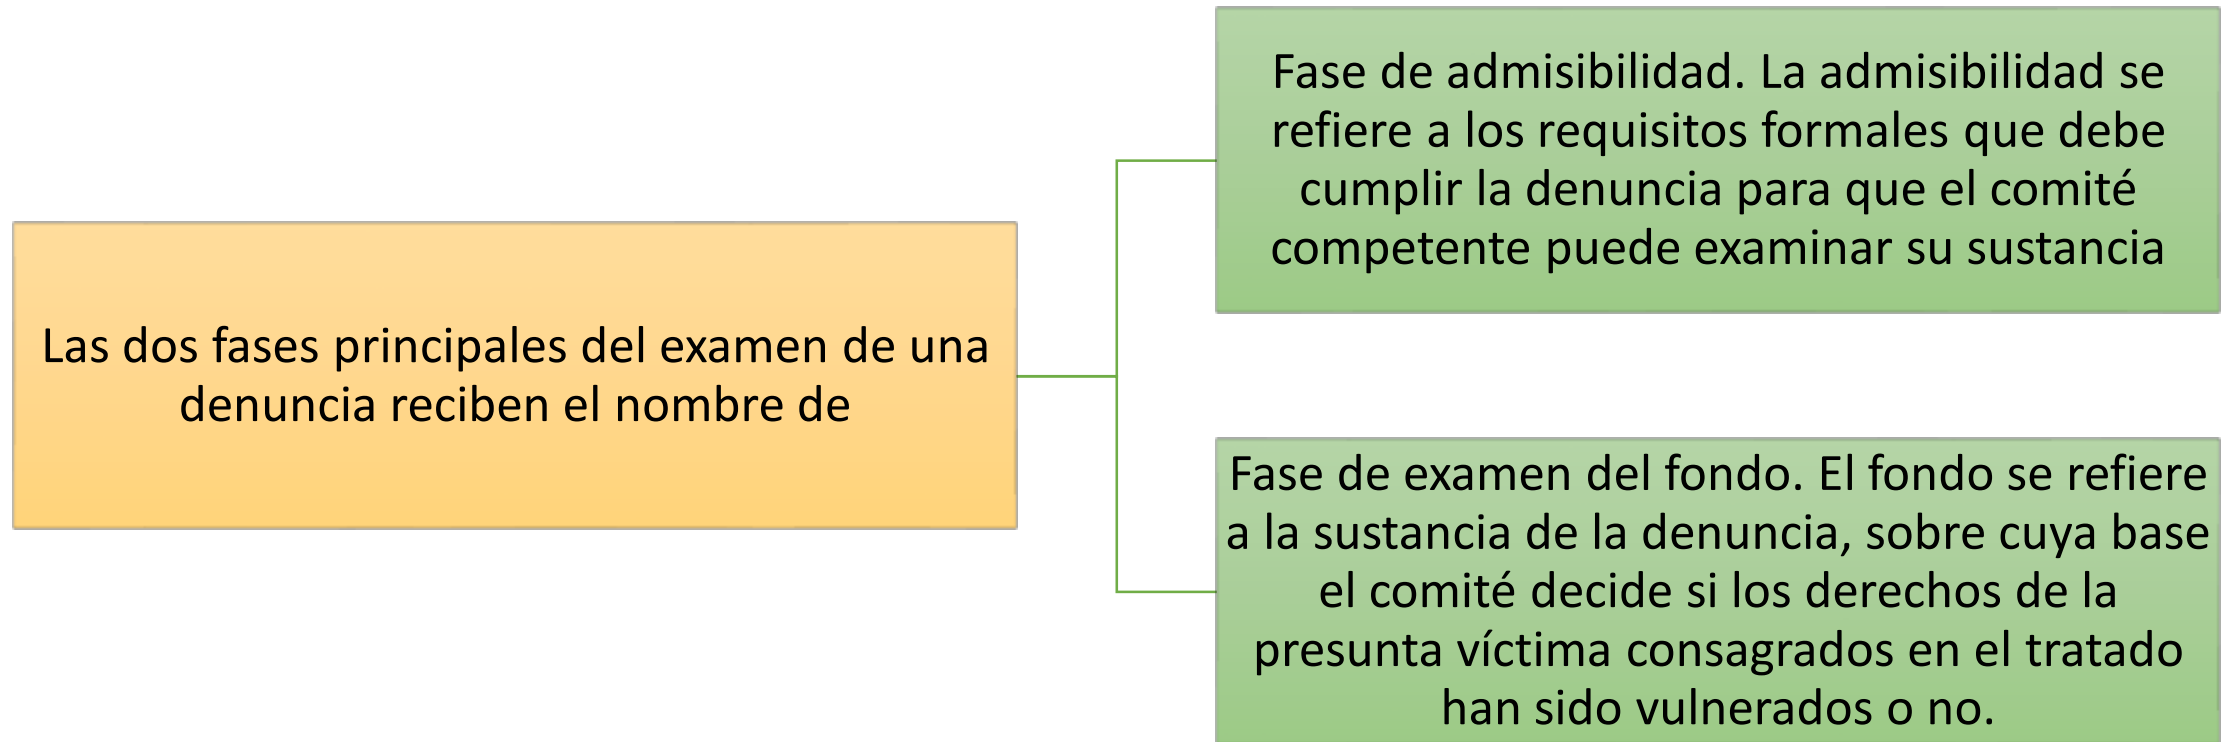 Las dos fases principales del examen de una
denuncia reciben el nombre de
Fase de admisibilidad. La admisibilidad se
refiere a los requisitos formales que debe
cumplir la denuncia para que el comité
competente puede examinar su sustancia
Fase de examen del fondo. El fondo se refiere
a la sustancia de la denuncia, sobre cuya base
el comité decide si los derechos de la
presunta víctima consagrados en el tratado
han sido vulnerados o no.